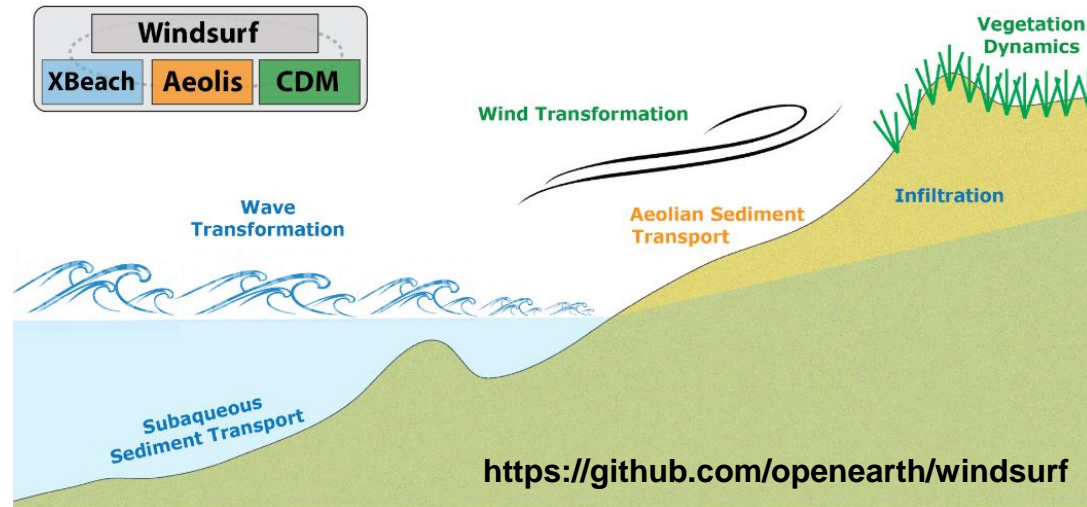 Windsurf
XBeach Aeolis CDM
Vegetation
Dynamics
Wind Transformation
Wave
Transformation
Aeolian Sediment
Transport
Infiltration
Subaqueous
Sediment Transport
https://github.com/openearth/windsurf